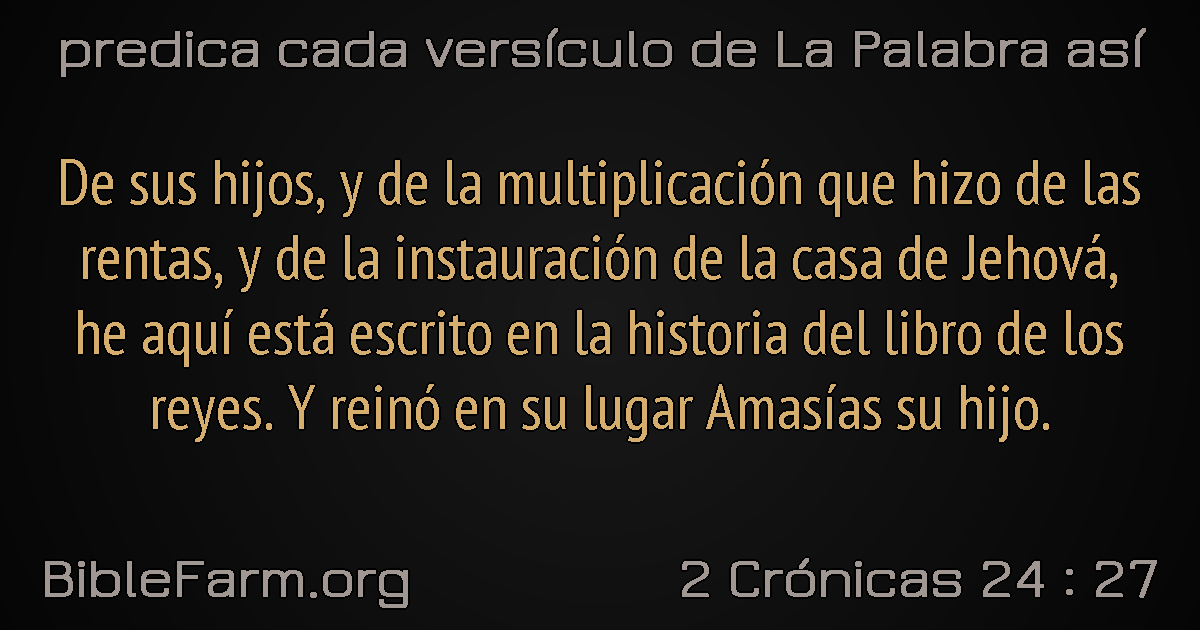 predica cada versículo de La Palabra así
De sus hijos, y de la multiplicación que hizo de las
rentas, y de la instauración de la casa de Jehová,
he aquí está escrito en la historia del libro de los
reyes. Y reinó en su lugar Amasías su hijo.
BibleFarm.org
2 Crónicas 24 : 27